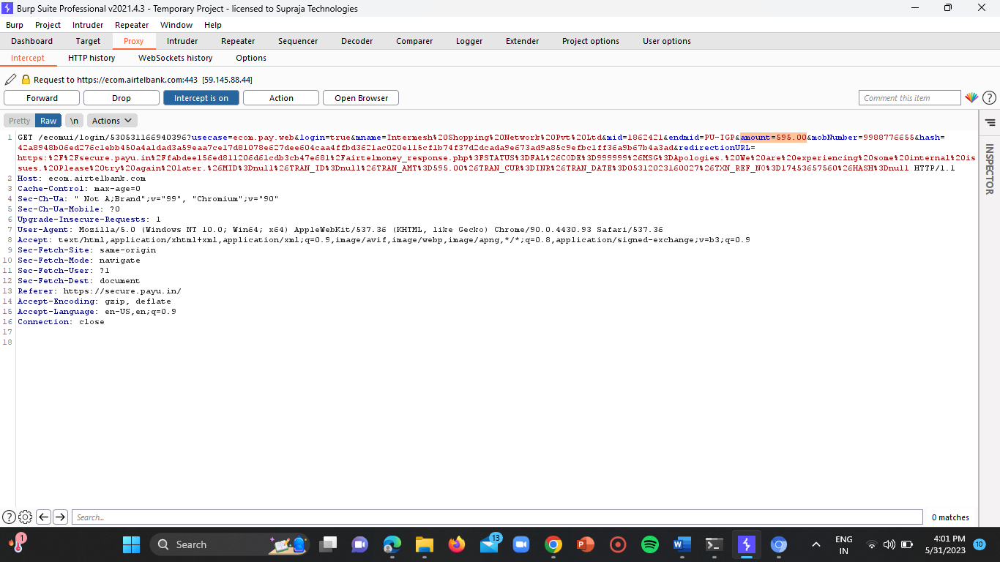 Burp Suite Professional v2021.4.3 - Temporary Project - licensed to Supraja Technologies
Burp Project Intruder Repeater Window Help
Dashboard Target Proxy Intruder Repeater Sequencer Decoder Comparer Logger Extender Project options User options
Intercept HTTP history WebSockets history Options
Request to https://ecom.airtelbank.com:443 [59.145.88.44]
Forward Drop Intercept is on Action Open Browser Comment this item
Pretty Raw \n Actions
1 GET /ecomui/login/530531166940396?usecase=ecom.pay.web&login=true&mname=Intermesh%20Shopping%20Network%20Pvt%20Ltd&mid=1862421&endmid=PU-IGP&amount=595.00&mobNumber=9988776655&hash=
42a8948b06ed276c1ebb450a4a1dad3a59eaa7ce17d81078e627dee604caa4ffbd3621ac020e115cf1b74f37d2dcada9e673ad9a85c9efbc1ff36a9b67b4a3ad&redirectionURL=
https:%2F%2Fsecure.payu.in%2Ffabdee156ed811206d61cdb3cb47e681%2Fairtelmoney_response.php%3FSTATUS%3DFAL%26CODE%3D999999%26MSG%3DApologies.%20We%20are%20experiencing%20some%20internal%20is
sues.%20Please%20try%20again%20later.%26MID%3Dnull%26TRAN_ID%3Dnull%26TRAN_AMT%3D595.00%26TRAN_CUR%3DINR%26TRAN_DATE%3D05312023160027%26TXN_REF_NO%3D17453657560%26HASH%3Dnull HTTP/1.1
2 Host: ecom.airtelbank.com
3 Cache-Control: max-age=0
4 Sec-Ch-Ua: " Not A;Brand";v="99", "Chromium";v="90"
5 Sec-Ch-Ua-Mobile: ?0
6 Upgrade-Insecure-Requests: 1
7 User-Agent: Mozilla/5.0 (Windows NT 10.0; Win64; x64) AppleWebKit/537.36 (KHTML, like Gecko) Chrome/90.0.4430.93 Safari/537.36
8 Accept: text/html,application/xhtml+xml,application/xml;q=0.9,image/avif,image/webp,image/apng,*/*;q=0.8,application/signed-exchange;v=b3;q=0.9
9 Sec-Fetch-Site: same-origin
10 Sec-Fetch-Mode: navigate
11 Sec-Fetch-User: ?1
12 Sec-Fetch-Dest: document
13 Referer: https://secure.payu.in/
14 Accept-Encoding: gzip, deflate
15 Accept-Language: en-US,en;q=0.9
16 Connection: close
17
18
INSPECTOR
Search... 0 matches
1 Search 13 ENG 4:01 PM
IN 5/31/2023 10